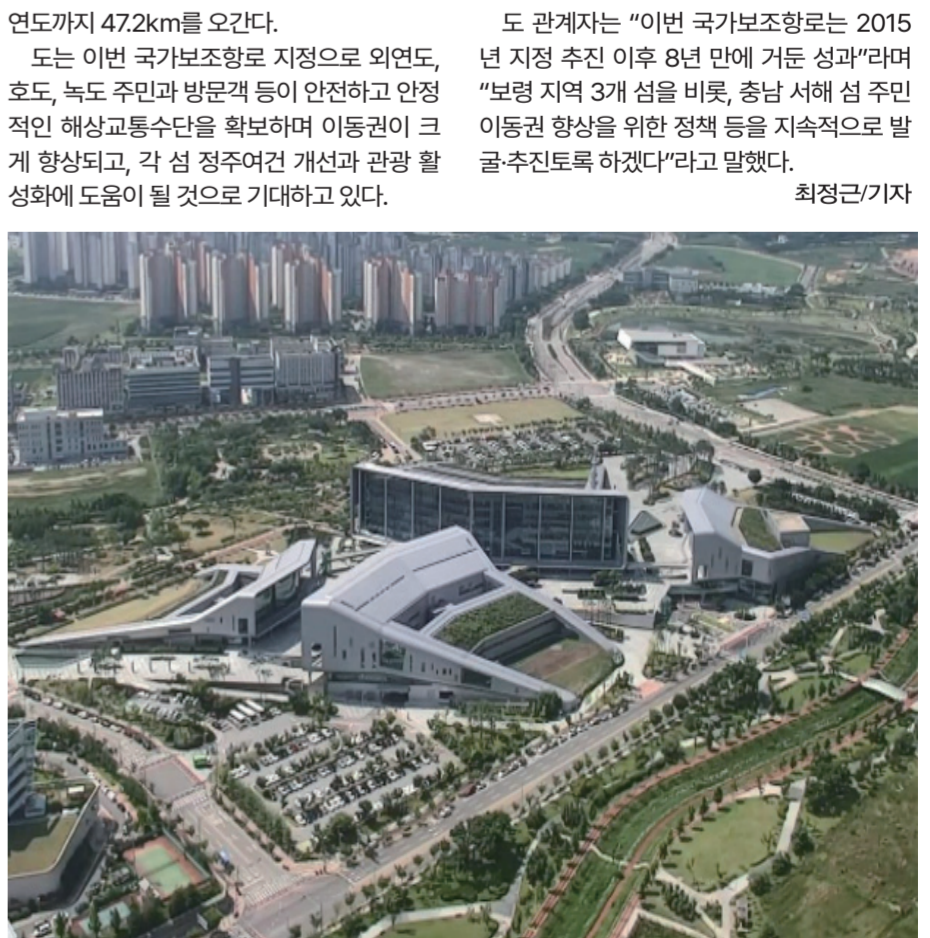 연도까지 47.2km를 오간다.
도는 이번 국가보조항로 지정으로 외연도,
호도, 녹도 주민과 방문객 등이 안전하고 안정
적인 해상교통수단을 확보하며 이동권이 크
게 향상되고, 각 섬 정주여건 개선과 관광 활
성화에 도움이 될 것으로 기대하고 있다.
도 관계자는 “이번 국가보조항로는 2015
년 지정 추진 이후 8년 만에 거둔 성과”라며
“보령 지역 3개 섬을 비롯, 충남 서해 섬 주민
이동권 향상을 위한 정책 등을 지속적으로 발
굴·추진토록 하겠다”라고 말했다.
최정근/기자